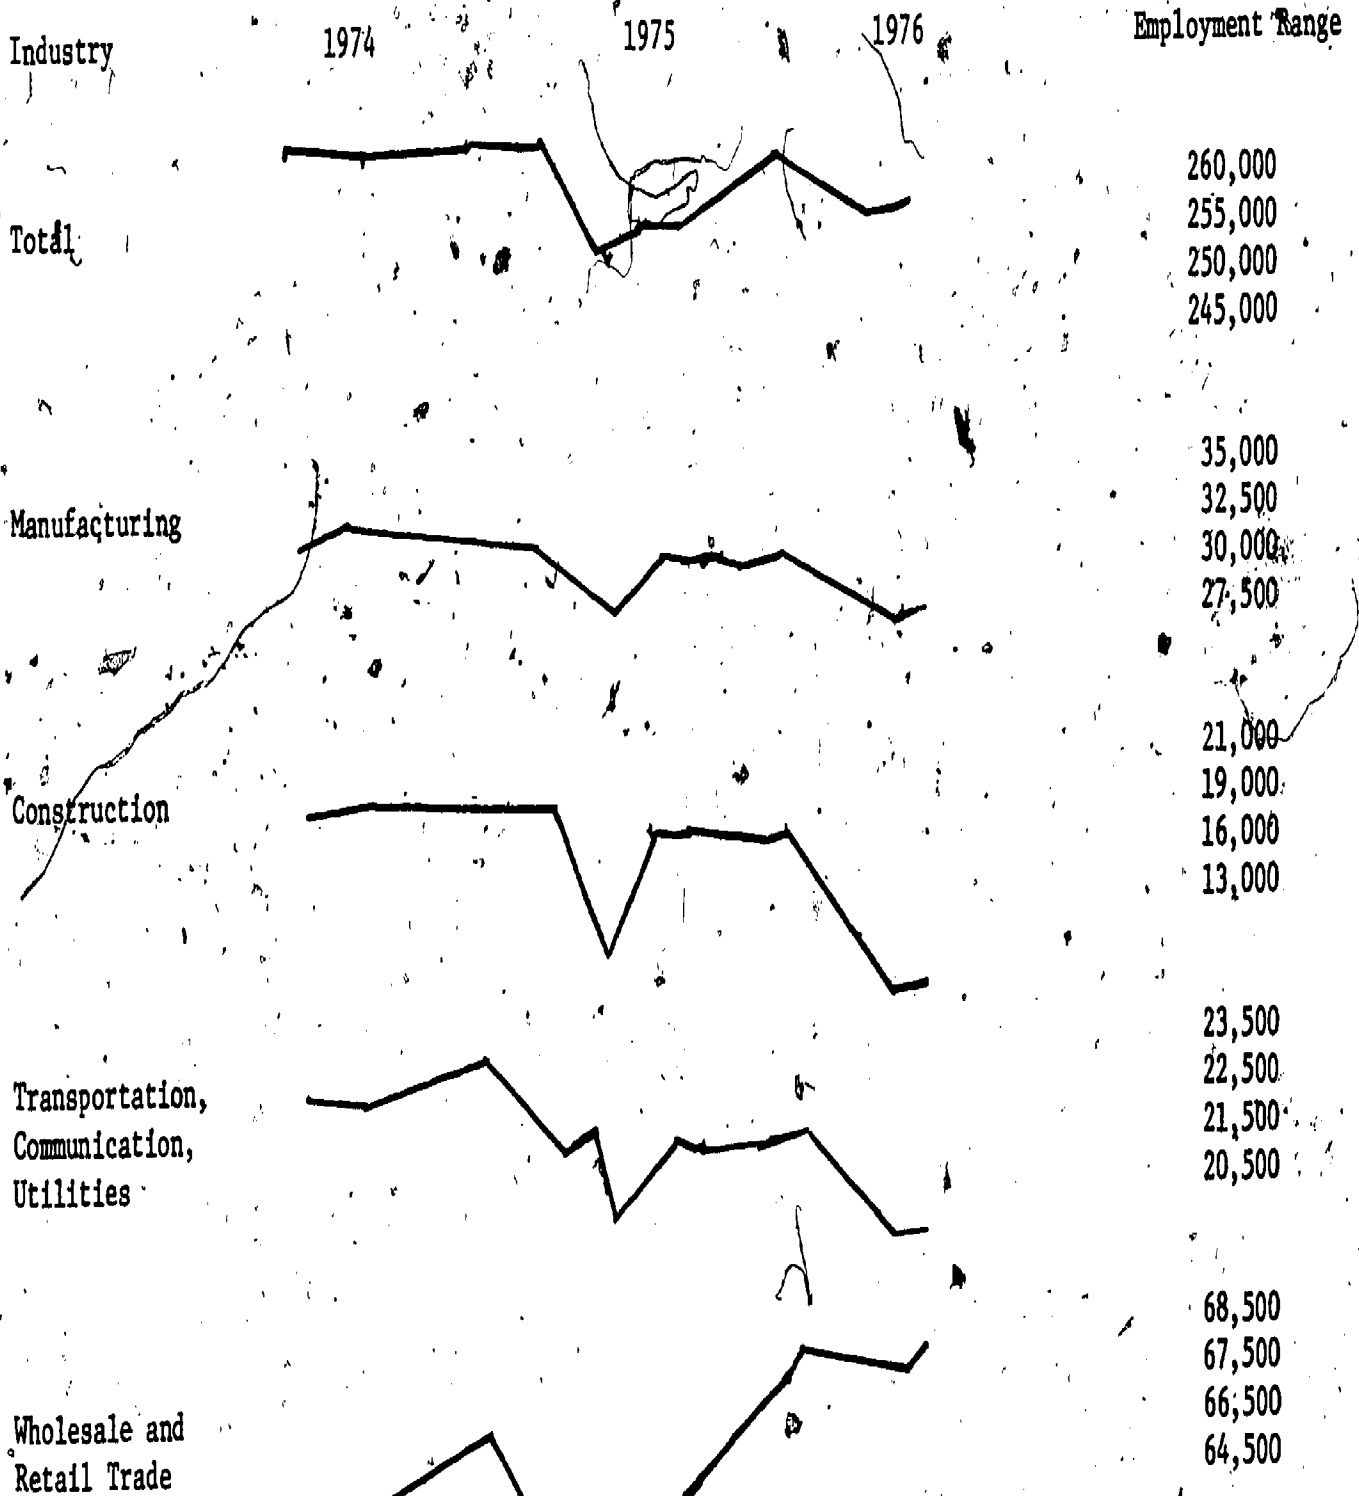 Industry 1974 1975 1976 Employment Range
260,000
255,000
Total
250,000
245,000
35,000
32,500
Manufacturing
30,000
27,500
21,000
19,000
Construction
16,000
13,000
23,500
22,500
Transportation,
21,500
Communication,
20,500
Utilities
68,500
67,500
66,500
Wholesale and
64,500
Retail Trade